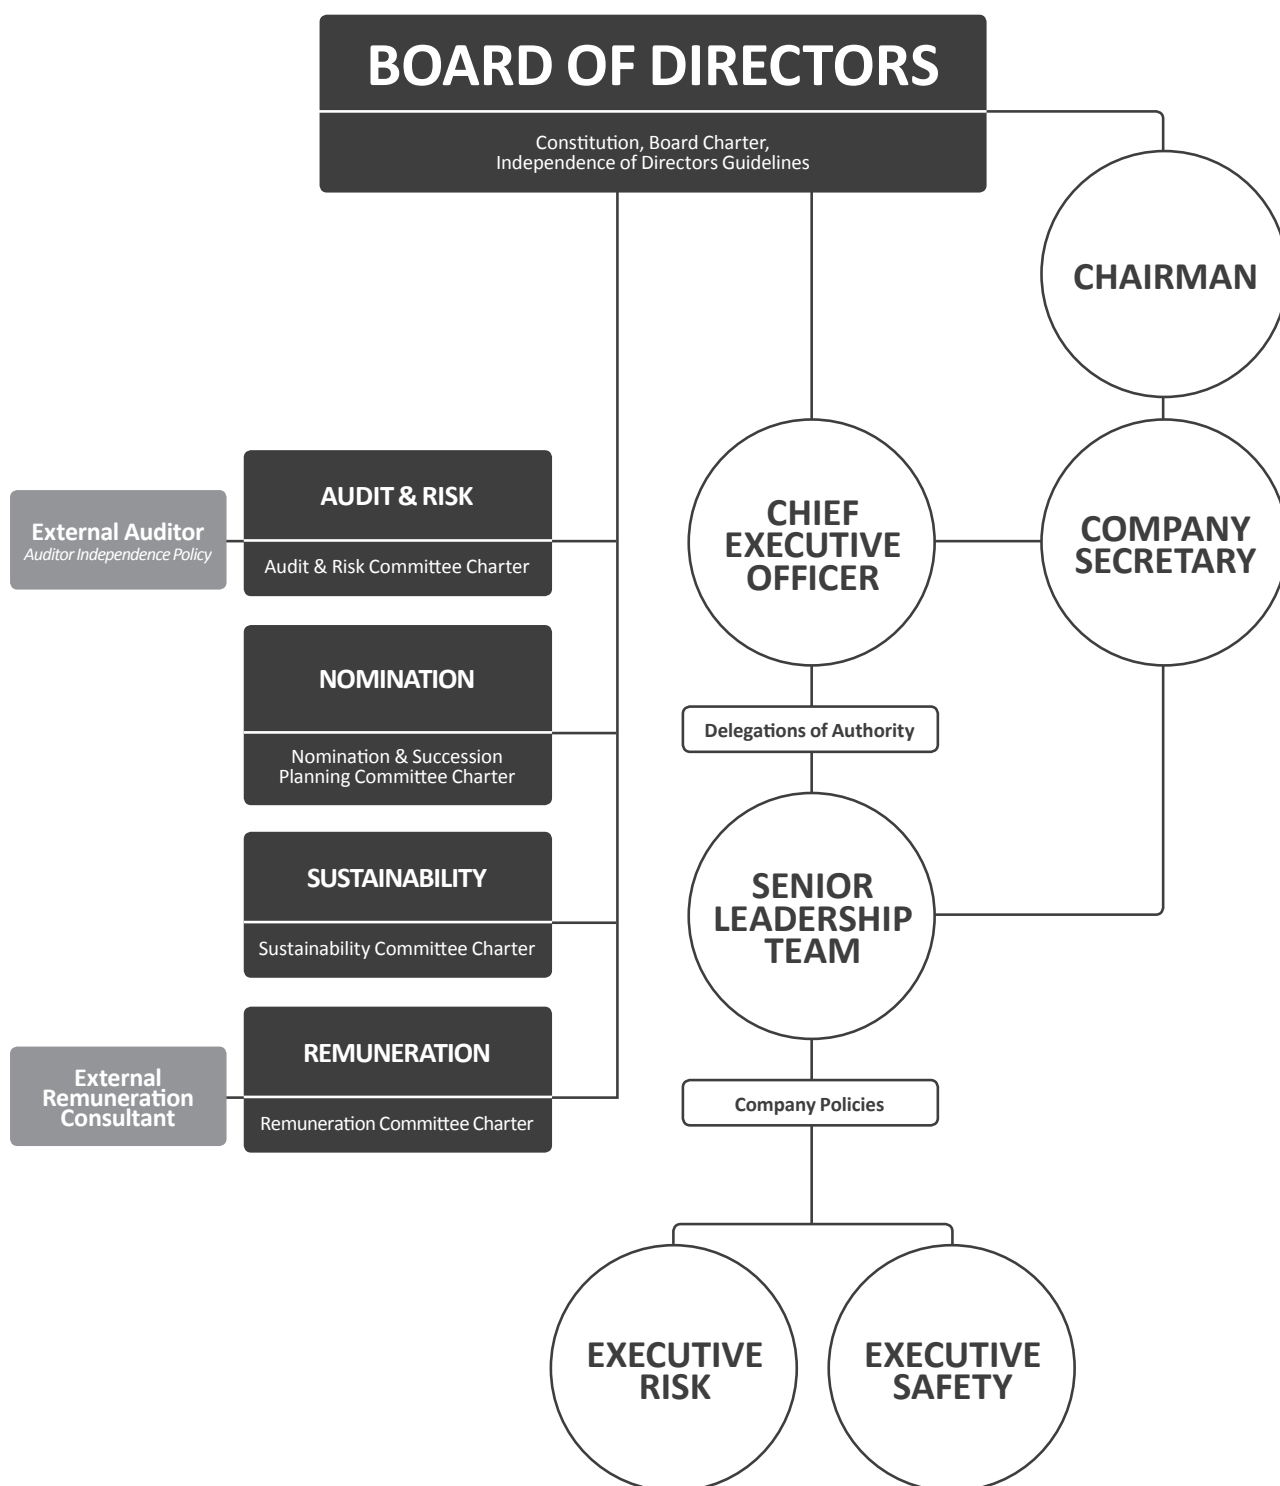 BOARD OF DIRECTORS
Constitution, Board Charter,
Independence of Directors Guidelines
CHAIRMAN
AUDIT & RISK
Audit & Risk Committee Charter
External Auditor
Auditor Independence Policy
CHIEF
EXECUTIVE
OFFICER
COMPANY
SECRETARY
NOMINATION
Nomination & Succession
Planning Committee Charter
Delegations of Authority
SUSTAINABILITY
Sustainability Committee Charter
SENIOR
LEADERSHIP
TEAM
REMUNERATION
Remuneration Committee Charter
External
Remuneration
Consultant
Company Policies
EXECUTIVE
RISK
EXECUTIVE
SAFETY